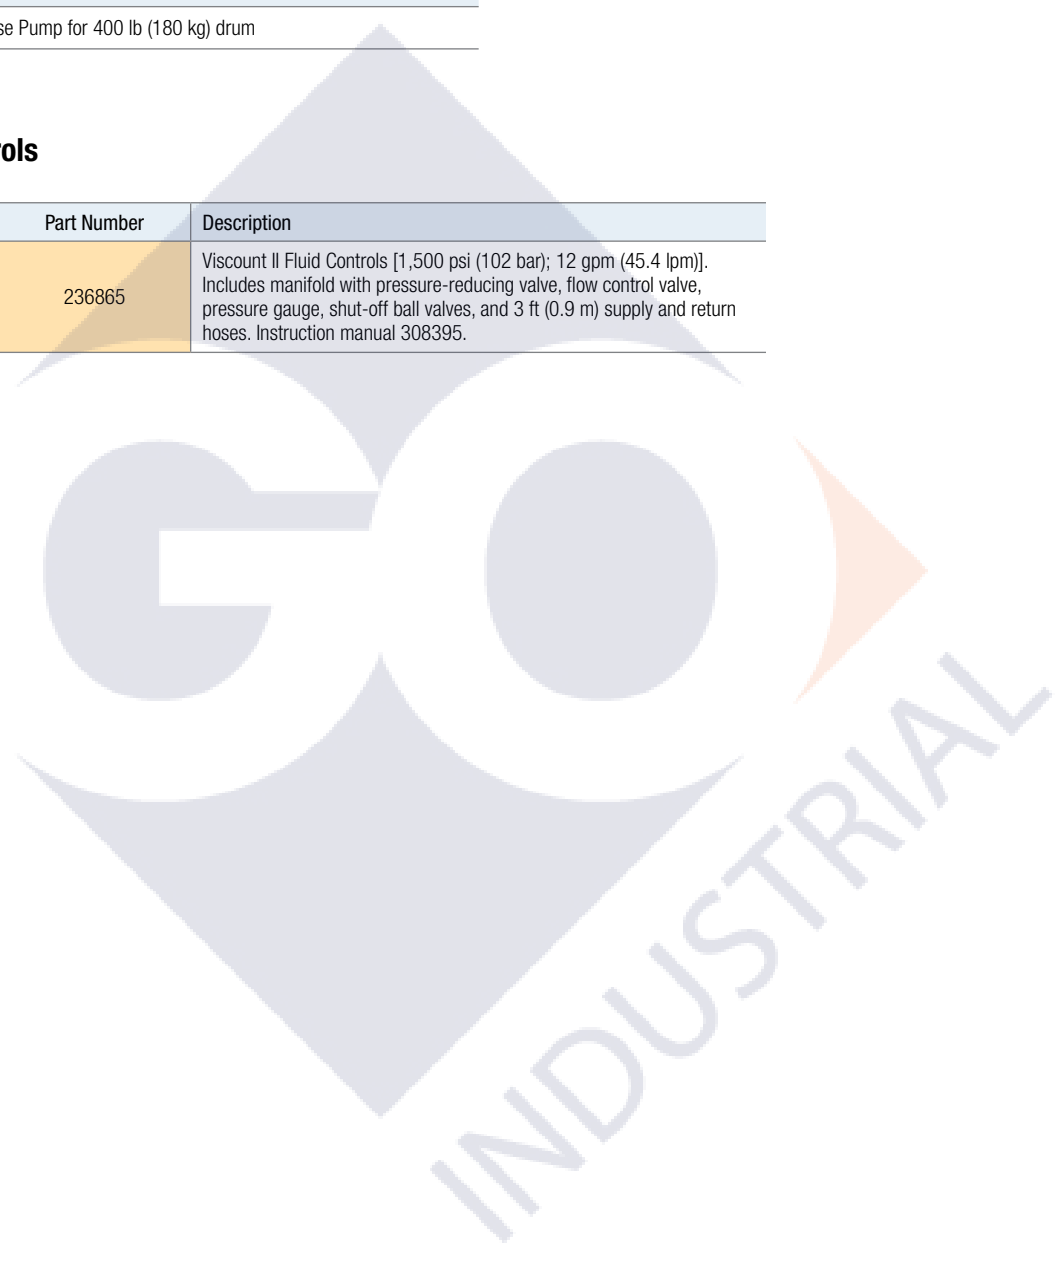 se Pump for 400 lb (180 kg) drum
rols
Part Number Description
236865
Viscount II Fluid Controls [1,500 psi (102 bar); 12 gpm (45.4 lpm)].
Includes manifold with pressure-reducing valve, flow control valve,
pressure gauge, shut-off ball valves, and 3 ft (0.9 m) supply and return
hoses. Instruction manual 308395.
GO
INDUSTRIAL